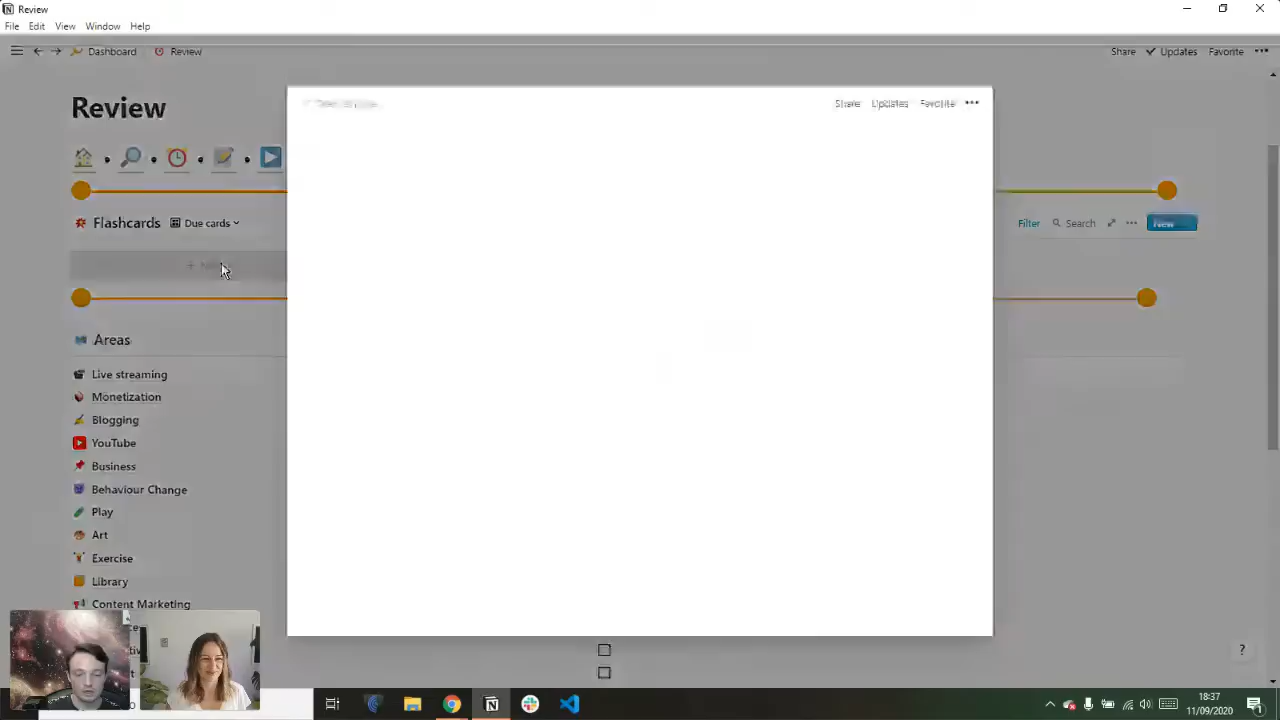 Review
File Edit View Window Help
Dashboard Review
Share Updates Favorite
Review
Share Updates Favorite
Flashcards Due cards
Filter Search New
Areas
Live streaming
Monetization
Blogging
YouTube
Business
Behaviour Change
Play
Art
Exercise
Library
Content Marketing
?
18:37
11/09/2020